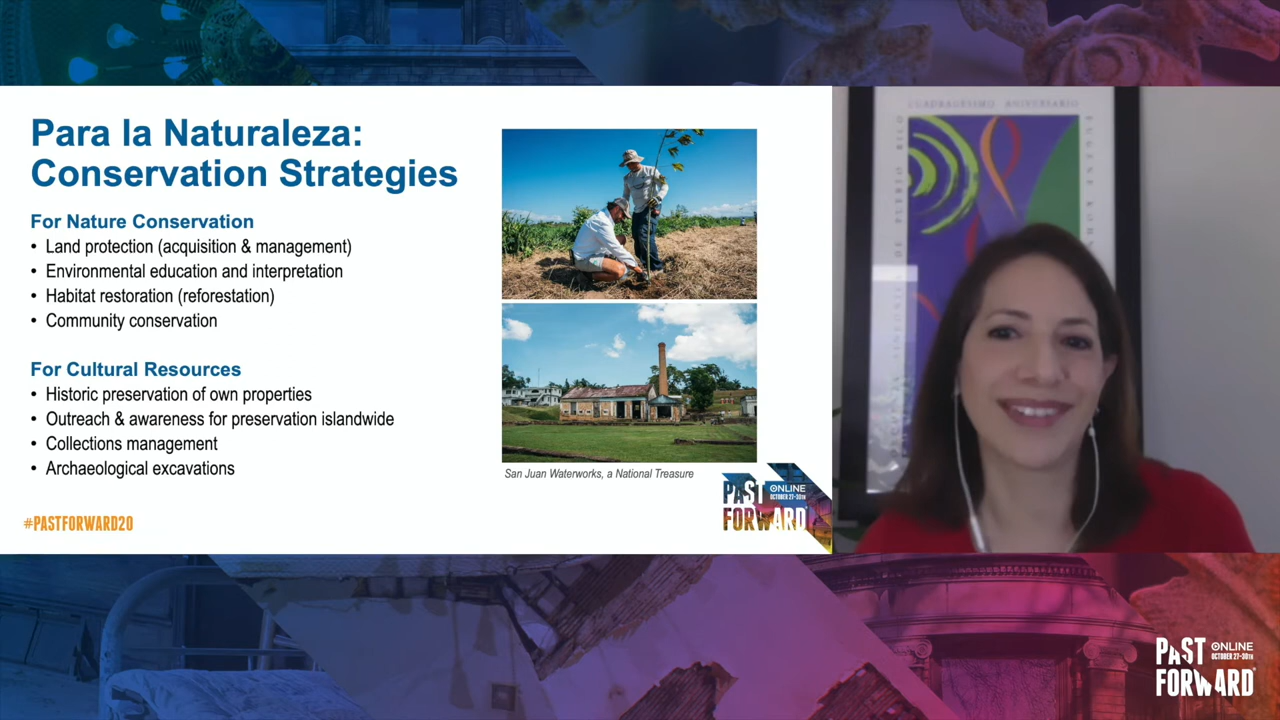 Para la Naturaleza:
Conservation Strategies
For Nature Conservation
• Land protection (acquisition & management)
• Environmental education and interpretation
• Habitat restoration (reforestation)
• Community conservation
For Cultural Resources
• Historic preservation of own properties
• Outreach & awareness for preservation islandwide
• Collections management
• Archaeological excavations
San Juan Waterworks, a National Treasure
#PASTFORWARD20
PAST ONLINE
OCTOBER 27–30TH
FORWARD
CUADRAGESIMO ANIVERSARIO
PAST ONLINE
OCTOBER 27–30TH
FORWARD